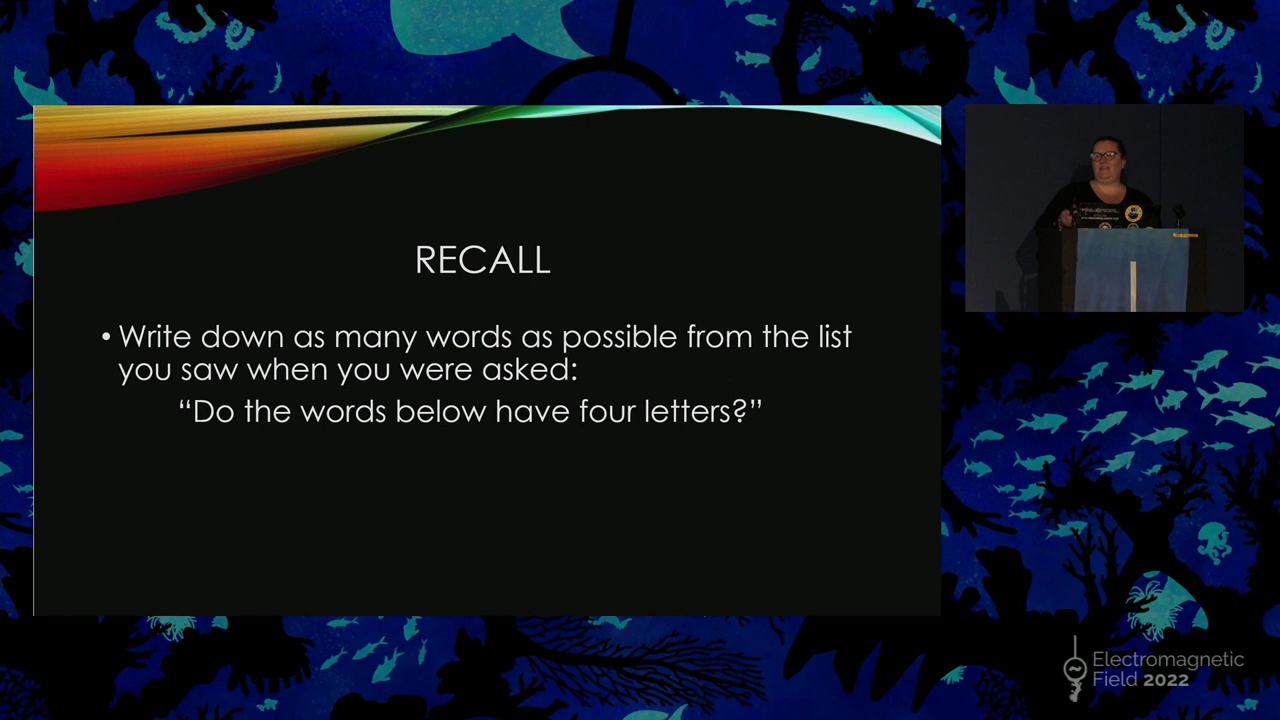 RECALL
• Write down as many words as possible from the list
you saw when you were asked:
“Do the words below have four letters?”
Electromagnetic
Field 2022